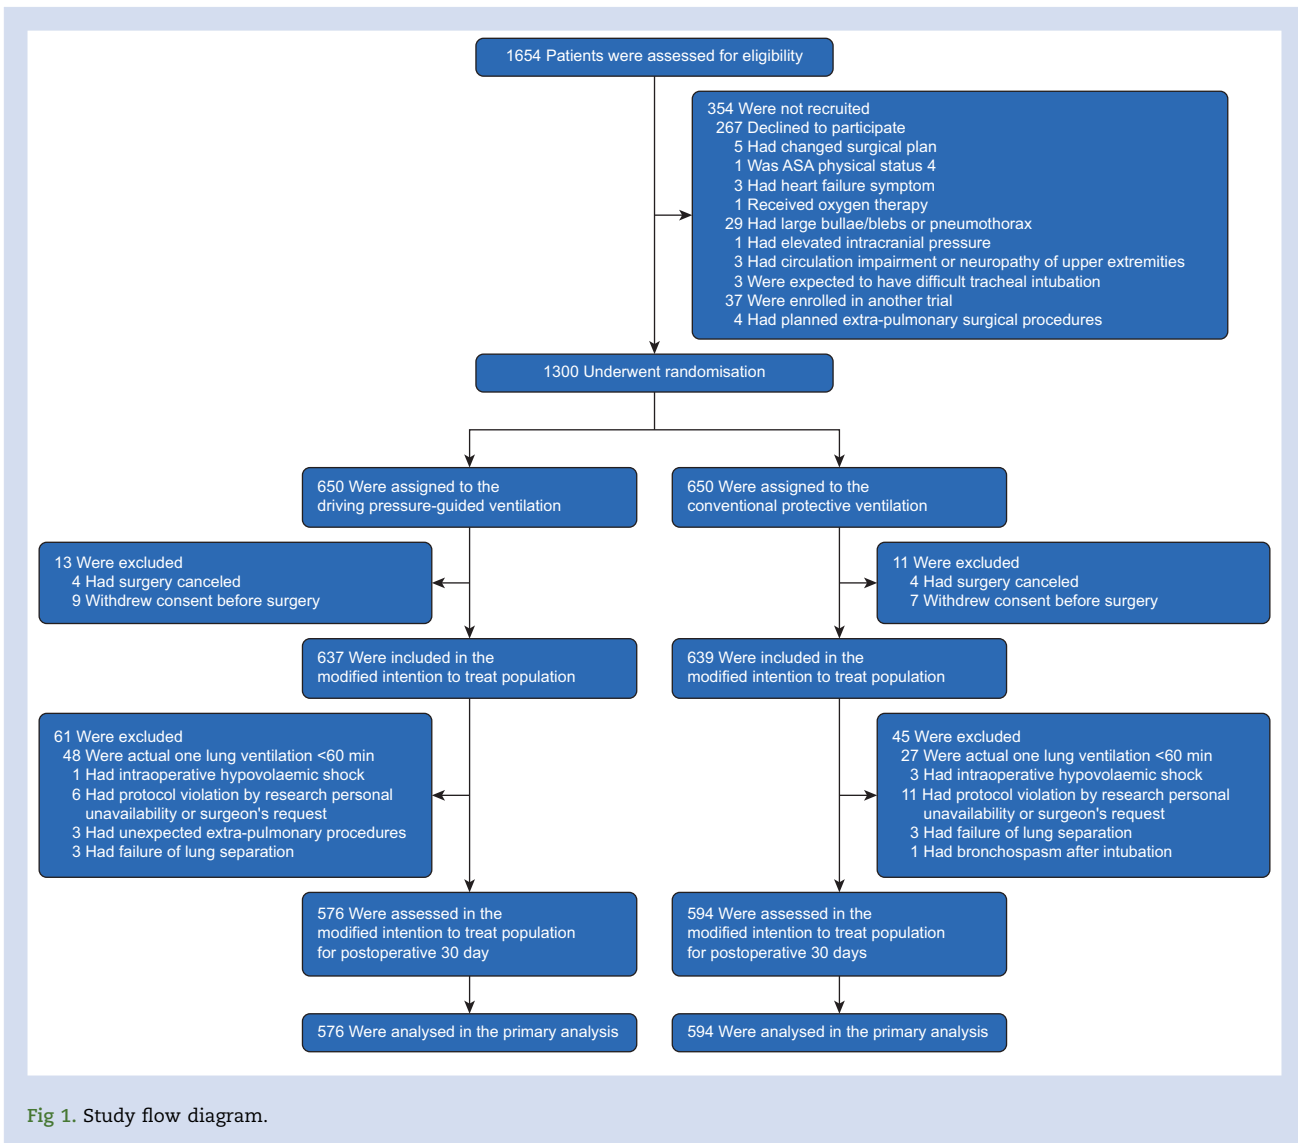 1654 Patients were assessed for eligibility
354 Were not recruited
267 Declined to participate
5 Had changed surgical plan
1 Was ASA physical status 4
3 Had heart failure symptom
1 Received oxygen therapy
29 Had large bullae/blebs or pneumothorax
1 Had elevated intracranial pressure
3 Had circulation impairment or neuropathy of upper extremities
3 Were expected to have difficult tracheal intubation
37 Were enrolled in another trial
4 Had planned extra-pulmonary surgical procedures
1300 Underwent randomisation
650 Were assigned to the
driving pressure-guided ventilation
650 Were assigned to the
conventional protective ventilation
13 Were excluded
4 Had surgery canceled
9 Withdrew consent before surgery
11 Were excluded
4 Had surgery canceled
7 Withdrew consent before surgery
637 Were included in the
modified intention to treat population
639 Were included in the
modified intention to treat population
61 Were excluded
48 Were actual one lung ventilation <60 min
1 Had intraoperative hypovolaemic shock
6 Had protocol violation by research personal
unavailability or surgeon's request
3 Had unexpected extra-pulmonary procedures
3 Had failure of lung separation
45 Were excluded
27 Were actual one lung ventilation <60 min
3 Had intraoperative hypovolaemic shock
11 Had protocol violation by research personal
unavailability or surgeon's request
3 Had failure of lung separation
1 Had bronchospasm after intubation
576 Were assessed in the
modified intention to treat population
for postoperative 30 day
594 Were assessed in the
modified intention to treat population
for postoperative 30 days
576 Were analysed in the primary analysis
594 Were analysed in the primary analysis
Fig 1. Study flow diagram.